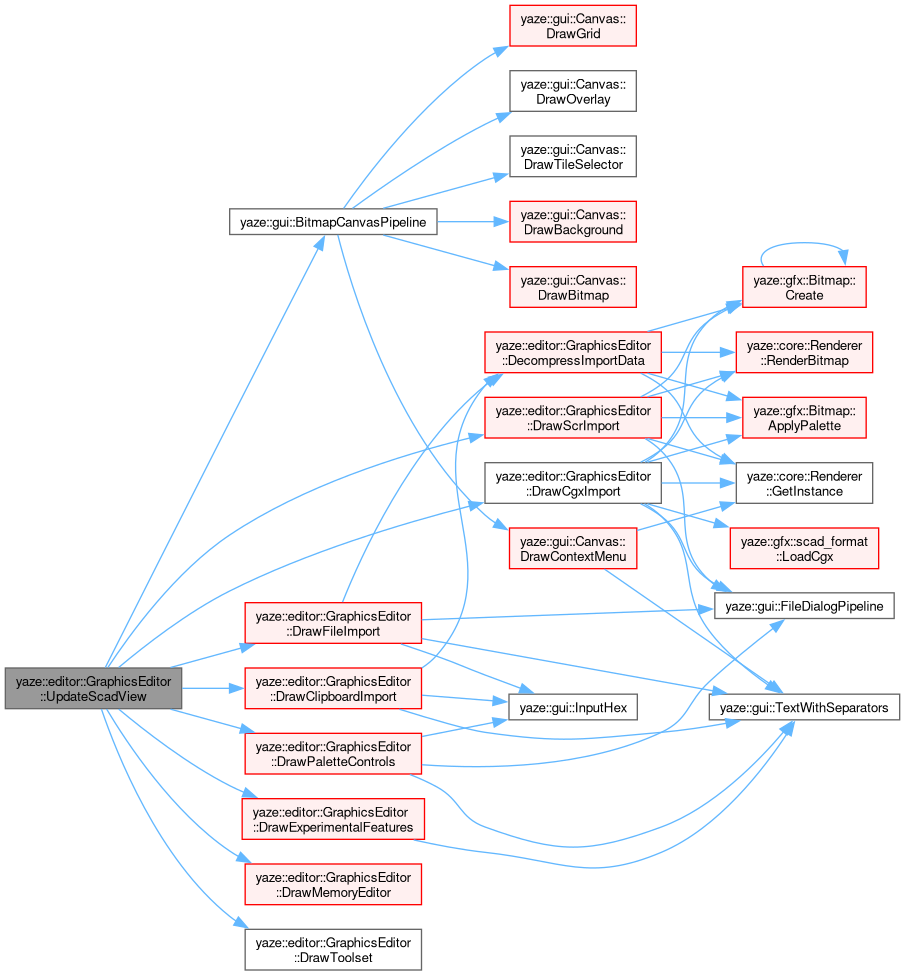 yaze::gui::Canvas::
DrawGrid
yaze::gui::Canvas::
DrawOverlay
yaze::gui::Canvas::
DrawTileSelector
yaze::gui::BitmapCanvasPipeline
yaze::gui::Canvas::
DrawBackground
yaze::gui::Canvas::
DrawBitmap
yaze::gfx::Bitmap::
Create
yaze::editor::GraphicsEditor
::DecompressImportData
yaze::core::Renderer
::RenderBitmap
yaze::editor::GraphicsEditor
::DrawScrImport
yaze::gfx::Bitmap::
ApplyPalette
yaze::editor::GraphicsEditor
::DrawCgxImport
yaze::core::Renderer
::GetInstance
yaze::gui::Canvas::
DrawContextMenu
yaze::gfx::scad_format
::LoadCgx
yaze::editor::GraphicsEditor
::DrawFileImport
yaze::gui::FileDialogPipeline
yaze::editor::GraphicsEditor
::UpdateScadView
yaze::editor::GraphicsEditor
::DrawClipboardImport
yaze::gui::InputHex
yaze::gui::TextWithSeparators
yaze::editor::GraphicsEditor
::DrawPaletteControls
yaze::editor::GraphicsEditor
::DrawExperimentalFeatures
yaze::editor::GraphicsEditor
::DrawMemoryEditor
yaze::editor::GraphicsEditor
::DrawToolset